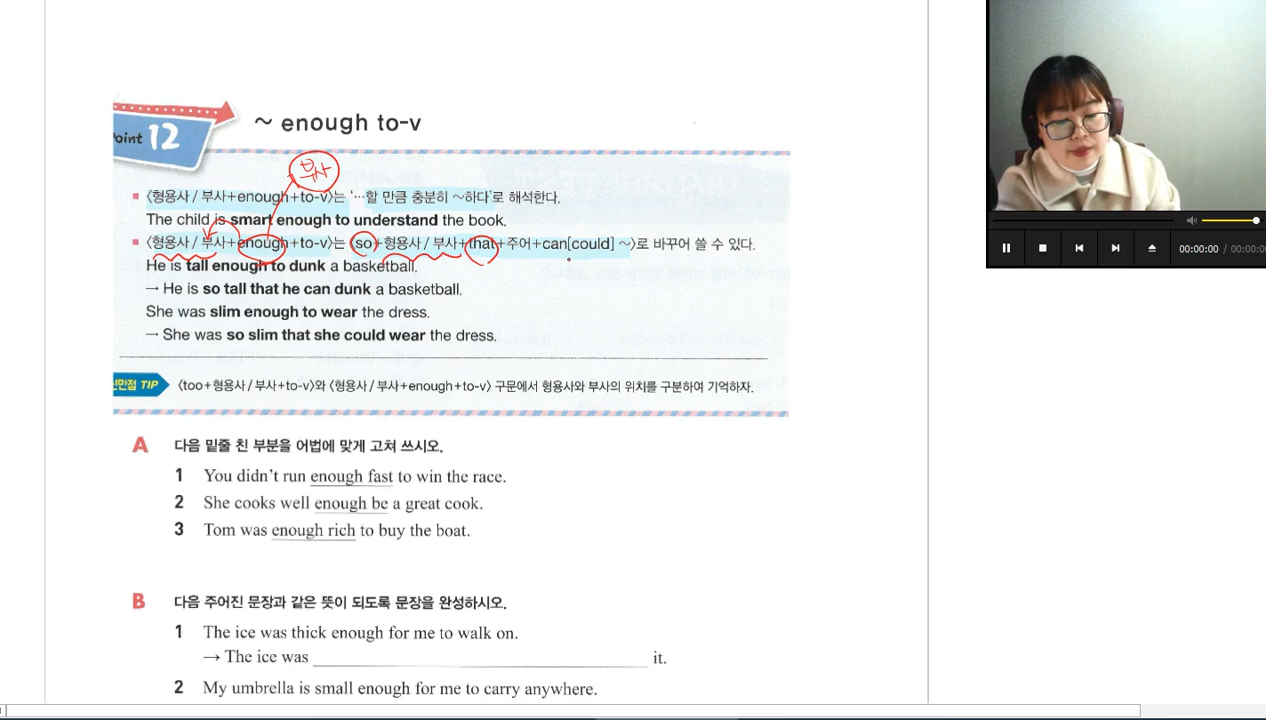 Point 12
~ enough to-v
부사
〈형용사 / 부사+enough+to-v〉는 '…할 만큼 충분히 ~하다'로 해석한다.
The child is smart enough to understand the book.
〈형용사 / 부사+enough+to-v〉는 〈so+형용사 / 부사+that+주어+can[could] ~〉로 바꾸어 쓸 수 있다.
He is tall enough to dunk a basketball.
→ He is so tall that he can dunk a basketball.
She was slim enough to wear the dress.
→ She was so slim that she could wear the dress.
만점 TIP 〈too+형용사 / 부사+to-v〉와 〈형용사 / 부사+enough+to-v〉 구문에서 형용사와 부사의 위치를 구분하여 기억하자.
A 다음 밑줄 친 부분을 어법에 맞게 고쳐 쓰시오.
1 You didn't run enough fast to win the race.
2 She cooks well enough be a great cook.
3 Tom was enough rich to buy the boat.
B 다음 주어진 문장과 같은 뜻이 되도록 문장을 완성하시오.
1 The ice was thick enough for me to walk on.
→ The ice was ______ it.
2 My umbrella is small enough for me to carry anywhere.
00:00:00 / 00:00:0